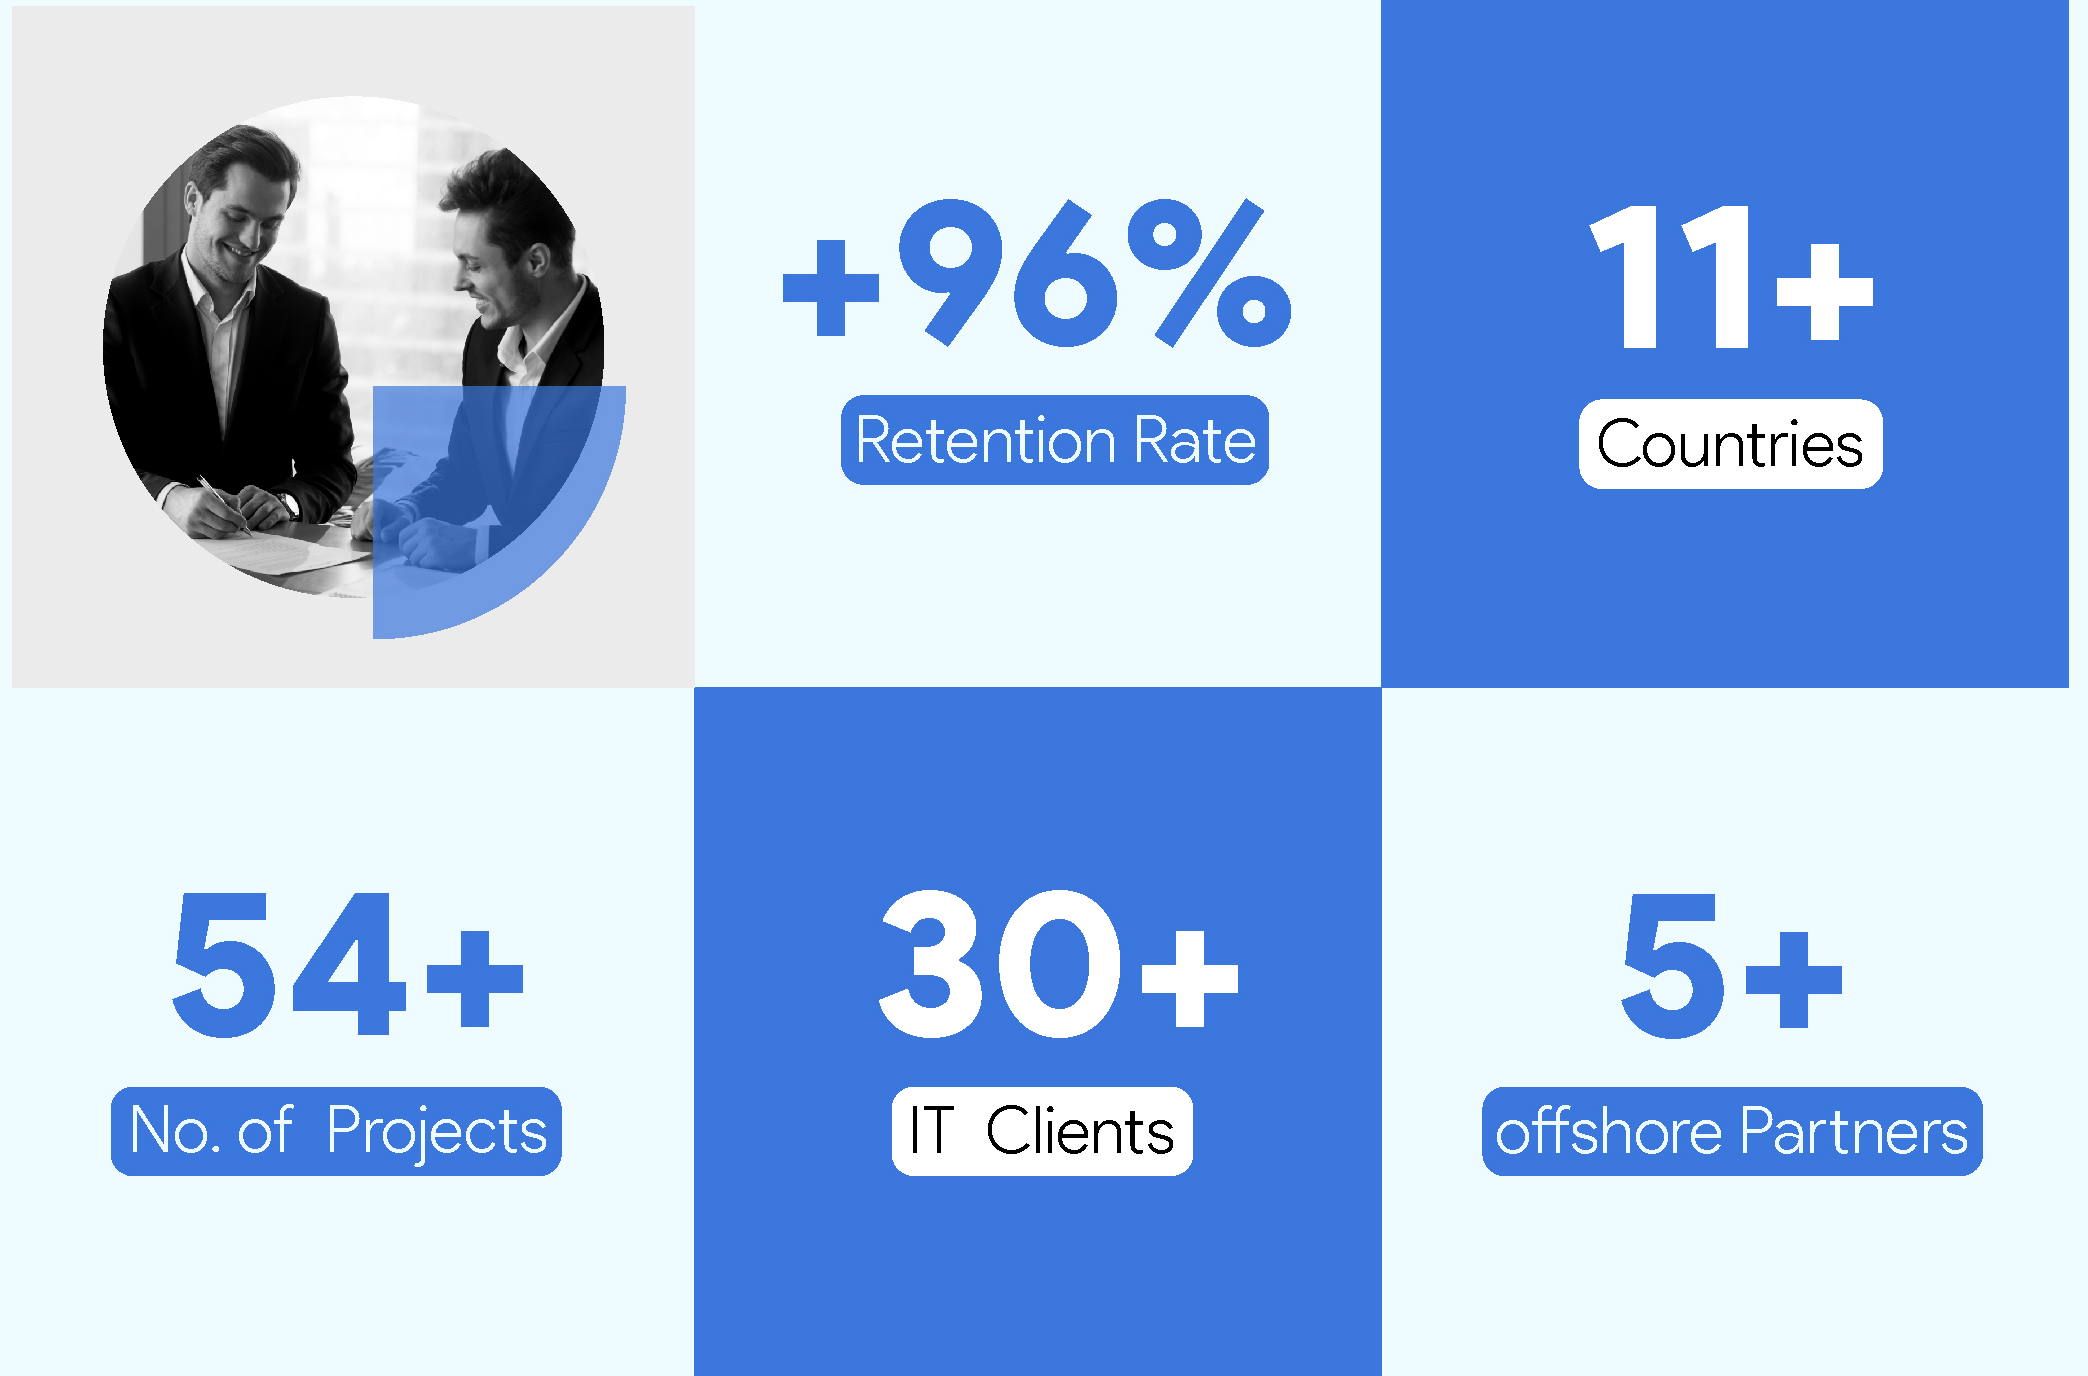 +96%
Retention Rate
11+
Countries
54+
No. of Projects
30+
IT Clients
5+
offshore Partners